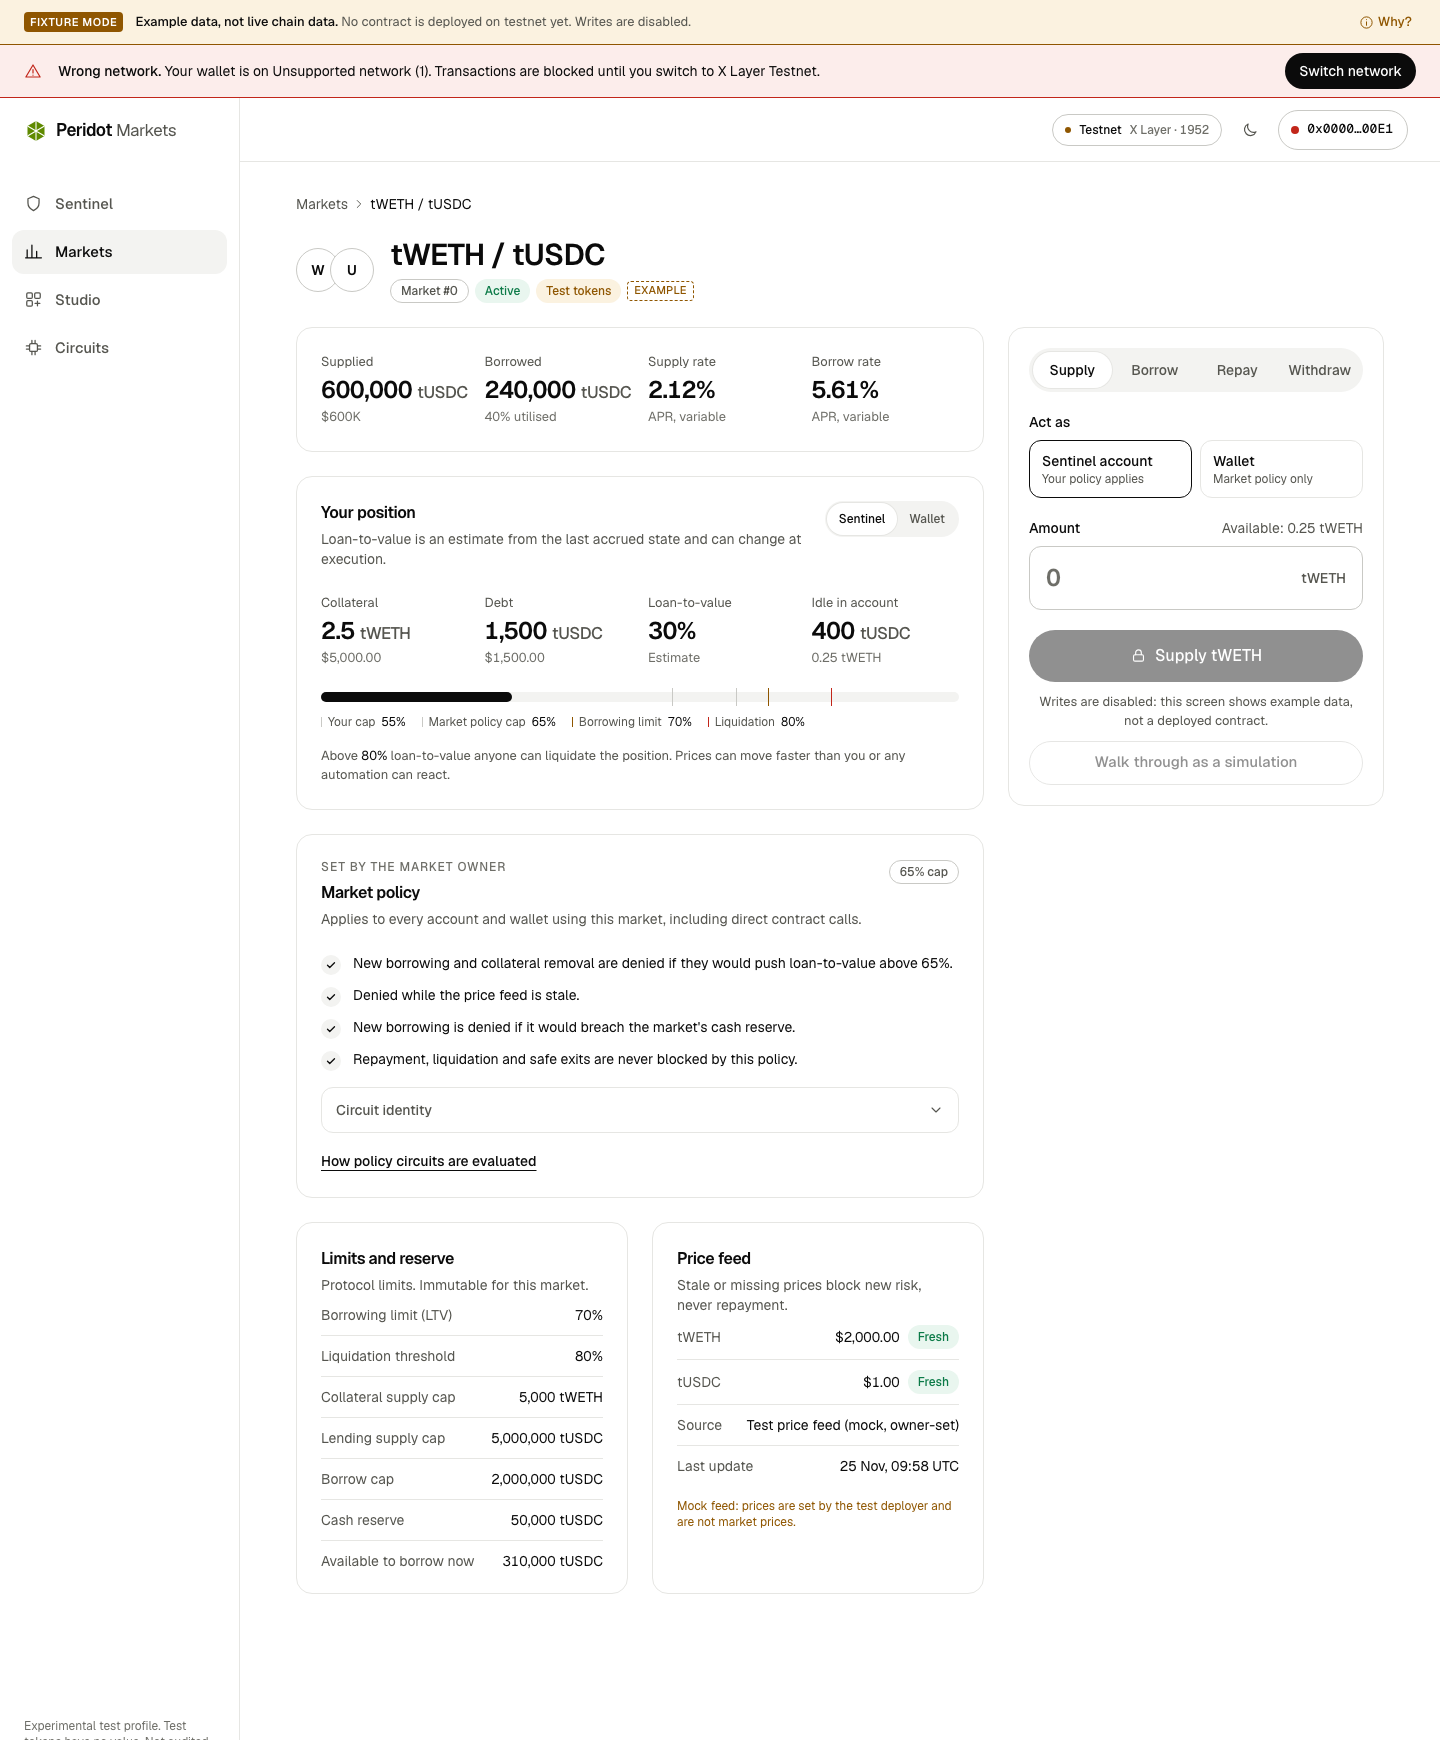 FIXTURE MODE Example data, not live chain data. No contract is deployed on testnet yet. Writes are disabled. Why?
Wrong network. Your wallet is on Unsupported network (1). Transactions are blocked until you switch to X Layer Testnet. Switch network
Peridot Markets
Testnet X Layer · 1952 0x0000…00E1
Sentinel
Markets
Studio
Circuits
Markets > tWETH / tUSDC
W U
tWETH / tUSDC
Market #0 Active Test tokens EXAMPLE
Supplied Borrowed Supply rate Borrow rate
600,000 tUSDC 240,000 tUSDC 2.12% 5.61%
$600K 40% utilised APR, variable APR, variable
Your position
Sentinel Wallet
Loan-to-value is an estimate from the last accrued state and can change at
execution.
Collateral Debt Loan-to-value Idle in account
2.5 tWETH 1,500 tUSDC 30% 400 tUSDC
$5,000.00 $1,500.00 Estimate 0.25 tWETH
Your cap 55% Market policy cap 65% Borrowing limit 70% Liquidation 80%
Above 80% loan-to-value anyone can liquidate the position. Prices can move faster than you or any
automation can react.
SET BY THE MARKET OWNER
65% cap
Market policy
Applies to every account and wallet using this market, including direct contract calls.
New borrowing and collateral removal are denied if they would push loan-to-value above 65%.
Denied while the price feed is stale.
New borrowing is denied if it would breach the market's cash reserve.
Repayment, liquidation and safe exits are never blocked by this policy.
Circuit identity
How policy circuits are evaluated
Limits and reserve
Protocol limits. Immutable for this market.
Borrowing limit (LTV) 70%
Liquidation threshold 80%
Collateral supply cap 5,000 tWETH
Lending supply cap 5,000,000 tUSDC
Borrow cap 2,000,000 tUSDC
Cash reserve 50,000 tUSDC
Available to borrow now 310,000 tUSDC
Price feed
Stale or missing prices block new risk,
never repayment.
tWETH $2,000.00 Fresh
tUSDC $1.00 Fresh
Source Test price feed (mock, owner-set)
Last update 25 Nov, 09:58 UTC
Mock feed: prices are set by the test deployer and
are not market prices.
Supply Borrow Repay Withdraw
Act as
Sentinel account Wallet
Your policy applies Market policy only
Amount Available: 0.25 tWETH
0 tWETH
Supply tWETH
Writes are disabled: this screen shows example data,
not a deployed contract.
Walk through as a simulation
Experimental test profile. Test
tokens have no value. Not audited.